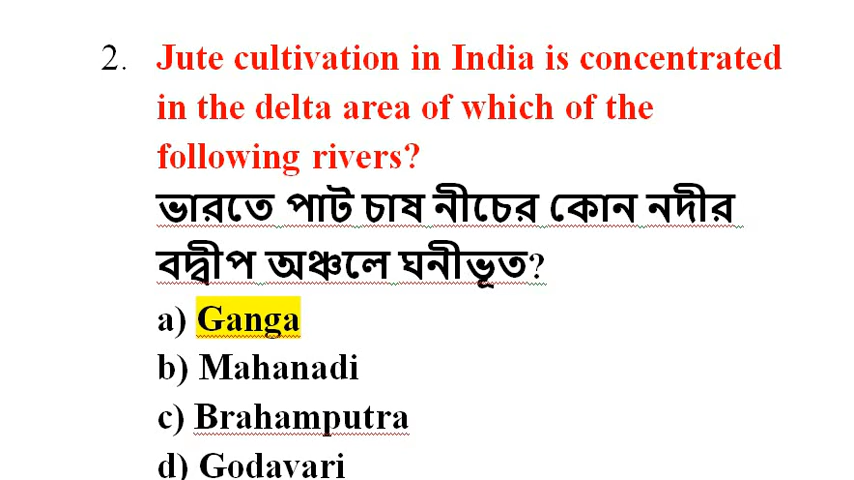 2. Jute cultivation in India is concentrated
in the delta area of which of the
following rivers?
ভারতে পাট চাষ নীচের কোন নদীর
বদ্বীপ অঞ্চলে ঘনীভূত?
a) Ganga
b) Mahanadi
c) Brahamputra
d) Godavari